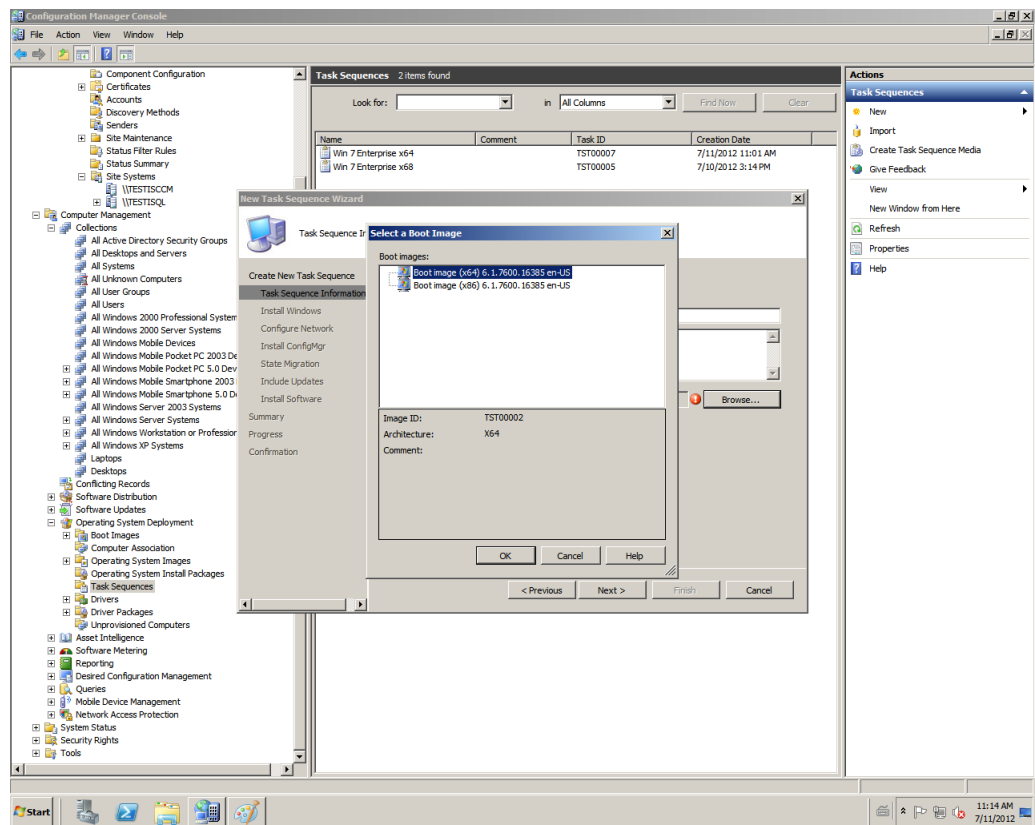 Configuration Manager Console
File Action View Window Help
Component Configuration
Certificates
Accounts
Discovery Methods
Senders
Site Maintenance
Status Filter Rules
Status Summary
Site Systems
\\TESTISCCM
\\TESTISQL
Computer Management
Collections
All Active Directory Security Groups
All Desktops and Servers
All Systems
All Unknown Computers
All User Groups
All Users
All Windows 2000 Professional System
All Windows 2000 Server Systems
All Windows Mobile Devices
All Windows Mobile Pocket PC 2003 De
All Windows Mobile Pocket PC 5.0 Dev
All Windows Mobile Smartphone 2003
All Windows Mobile Smartphone 5.0 D
All Windows Server 2003 Systems
All Windows Server Systems
All Windows Workstation or Profession
All Windows XP Systems
Laptops
Desktops
Conflicting Records
Software Distribution
Software Updates
Operating System Deployment
Boot Images
Computer Association
Operating System Images
Operating System Install Packages
Task Sequences
Drivers
Driver Packages
Unprovisioned Computers
Asset Intelligence
Software Metering
Reporting
Desired Configuration Management
Queries
Mobile Device Management
Network Access Protection
System Status
Security Rights
Tools
Task Sequences 2 items found
Look for: in All Columns Find Now Clear
Name Comment Task ID Creation Date
Win 7 Enterprise x64 TST00007 7/11/2012 11:01 AM
Win 7 Enterprise x68 TST00005 7/10/2012 3:14 PM
New Task Sequence Wizard
Task Sequence Ir
Create New Task Sequence
Task Sequence Information
Install Windows
Configure Network
Install ConfigMgr
State Migration
Include Updates
Install Software
Summary
Progress
Confirmation
Browse...
< Previous Next > Finish Cancel
Select a Boot Image
Boot images:
Boot image (x64) 6.1.7600.16385 en-US
Boot image (x86) 6.1.7600.16385 en-US
Image ID: TST00002
Architecture: X64
Comment:
OK Cancel Help
Actions
Task Sequences
New
Import
Create Task Sequence Media
Give Feedback
View
New Window from Here
Refresh
Properties
Help
Start
11:14 AM
7/11/2012